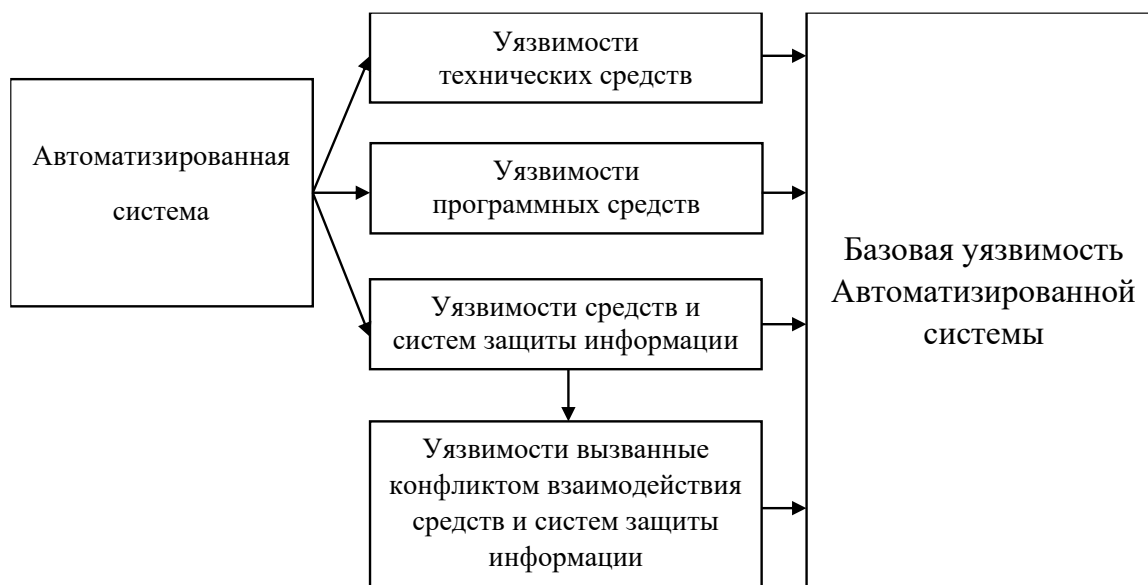 Автоматизированная
система
Уязвимости
технических средств
Уязвимости
программных средств
Уязвимости средств и
систем защиты информации
Уязвимости вызванные
конфликтом взаимодействия
средств и систем защиты
информации
Базовая уязвимость
Автоматизированной
системы